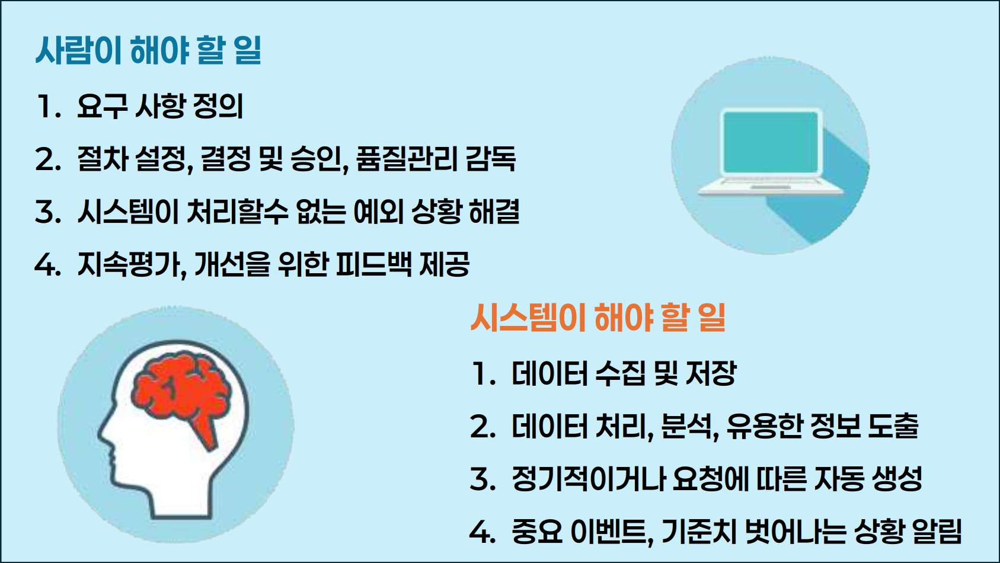 사람이 해야 할 일
1. 요구 사항 정의
2. 절차 설정, 결정 및 승인, 품질관리 감독
3. 시스템이 처리할수 없는 예외 상황 해결
4. 지속평가, 개선을 위한 피드백 제공
시스템이 해야 할 일
1. 데이터 수집 및 저장
2. 데이터 처리, 분석, 유용한 정보 도출
3. 정기적이거나 요청에 따른 자동 생성
4. 중요 이벤트, 기준치 벗어나는 상황 알림